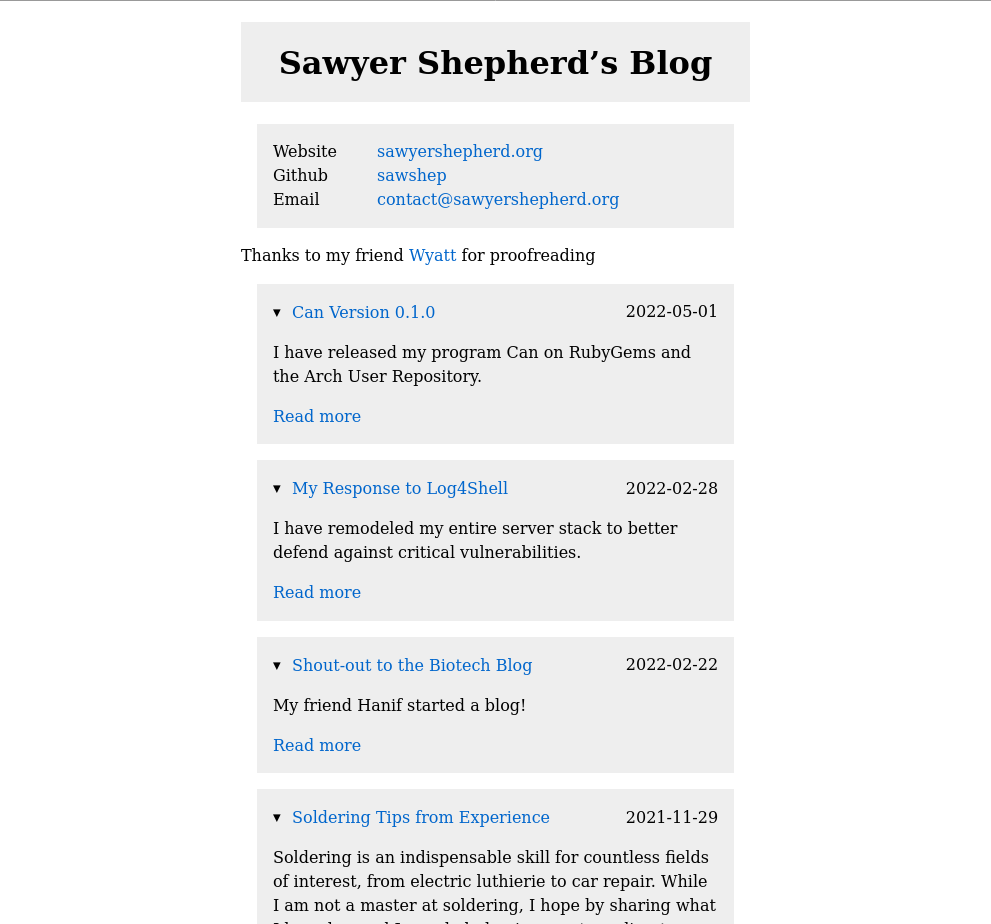 Sawyer Shepherd’s Blog
Website sawyershepherd.org
Github sawshep
Email contact@sawyershepherd.org
Thanks to my friend Wyatt for proofreading
▾ Can Version 0.1.0 2022-05-01
I have released my program Can on RubyGems and
the Arch User Repository.
Read more
▾ My Response to Log4Shell 2022-02-28
I have remodeled my entire server stack to better
defend against critical vulnerabilities.
Read more
▾ Shout-out to the Biotech Blog 2022-02-22
My friend Hanif started a blog!
Read more
▾ Soldering Tips from Experience 2021-11-29
Soldering is an indispensable skill for countless fields
of interest, from electric luthierie to car repair. While
I am not a master at soldering, I hope by sharing what